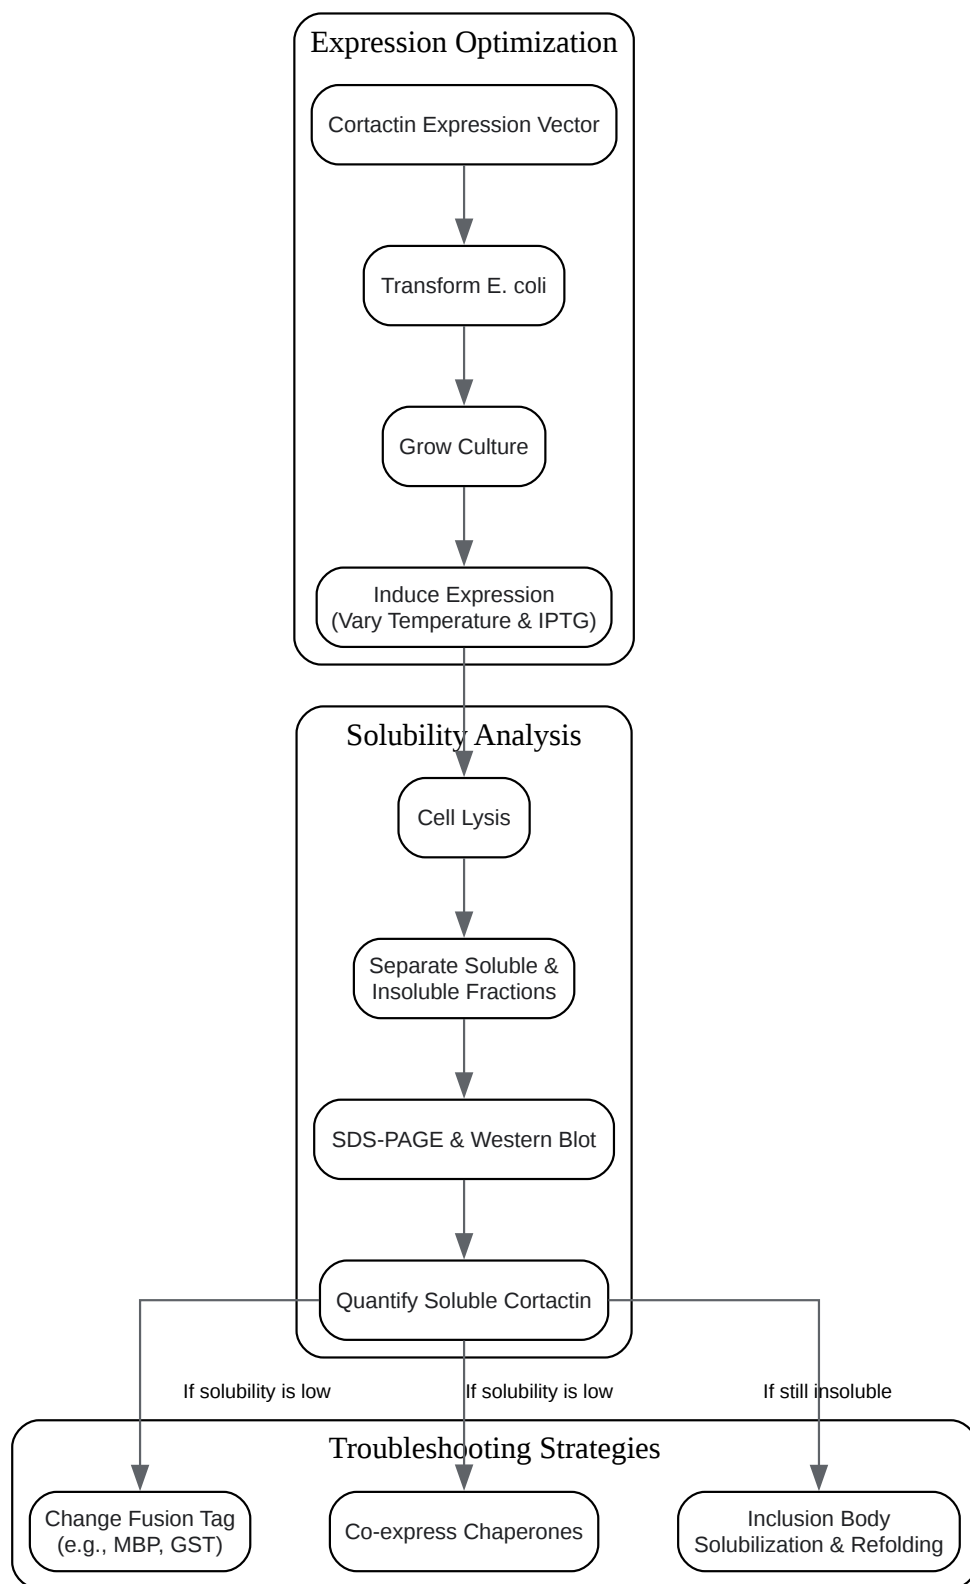 Expression Optimization
Cortactin Expression Vector
Transform E. coli
Grow Culture
Induce Expression
(Vary Temperature & IPTG)
Solubility Analysis
Cell Lysis
Separate Soluble &
Insoluble Fractions
SDS-PAGE & Western Blot
Quantify Soluble Cortactin
If solubility is low
If solubility is low
If still insoluble
Troubleshooting Strategies
Change Fusion Tag
(e.g., MBP, GST)
Co-express Chaperones
Inclusion Body
Solubilization & Refolding